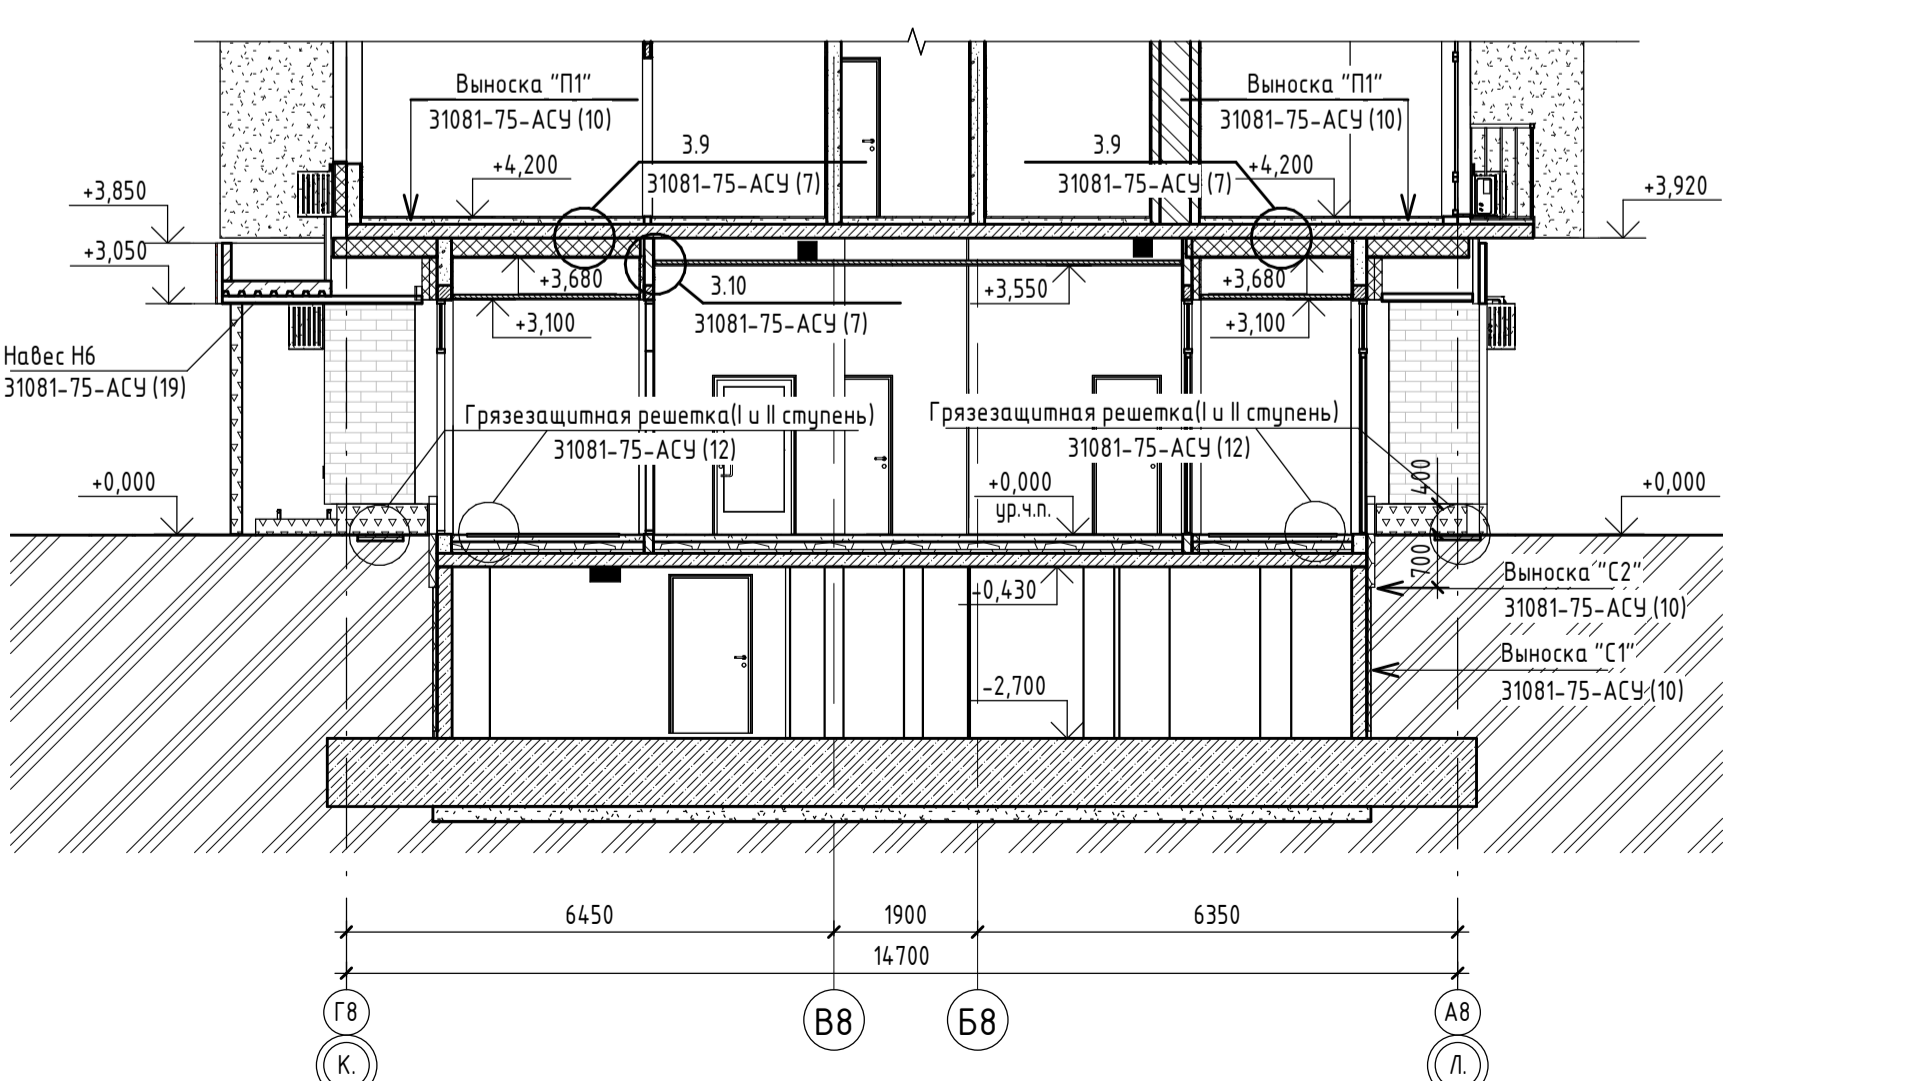 Выноска "П1"
31081-75-АСУ (10)
Выноска "П1"
31081-75-АСУ (10)
3.9
31081-75-АСУ (7)
3.9
31081-75-АСУ (7)
+4,200
+4,200
+3,850
+3,920
+3,050
+3,680
+3,680
3.10
31081-75-АСУ (7)
+3,550
+3,100
+3,100
Навес Н6
31081-75-АСУ (19)
Грязезащитная решетка(I и II ступень)
31081-75-АСУ (12)
Грязезащитная решетка(I и II ступень)
31081-75-АСУ (12)
+0,000
+0,000
ур.ч.п.
400
+0,000
700
Выноска "С2"
31081-75-АСУ (10)
-0,430
Выноска "С1"
31081-75-АСУ (10)
-2,700
6450
1900
6350
14700
Г8
В8
Б8
А8
К.
Л.